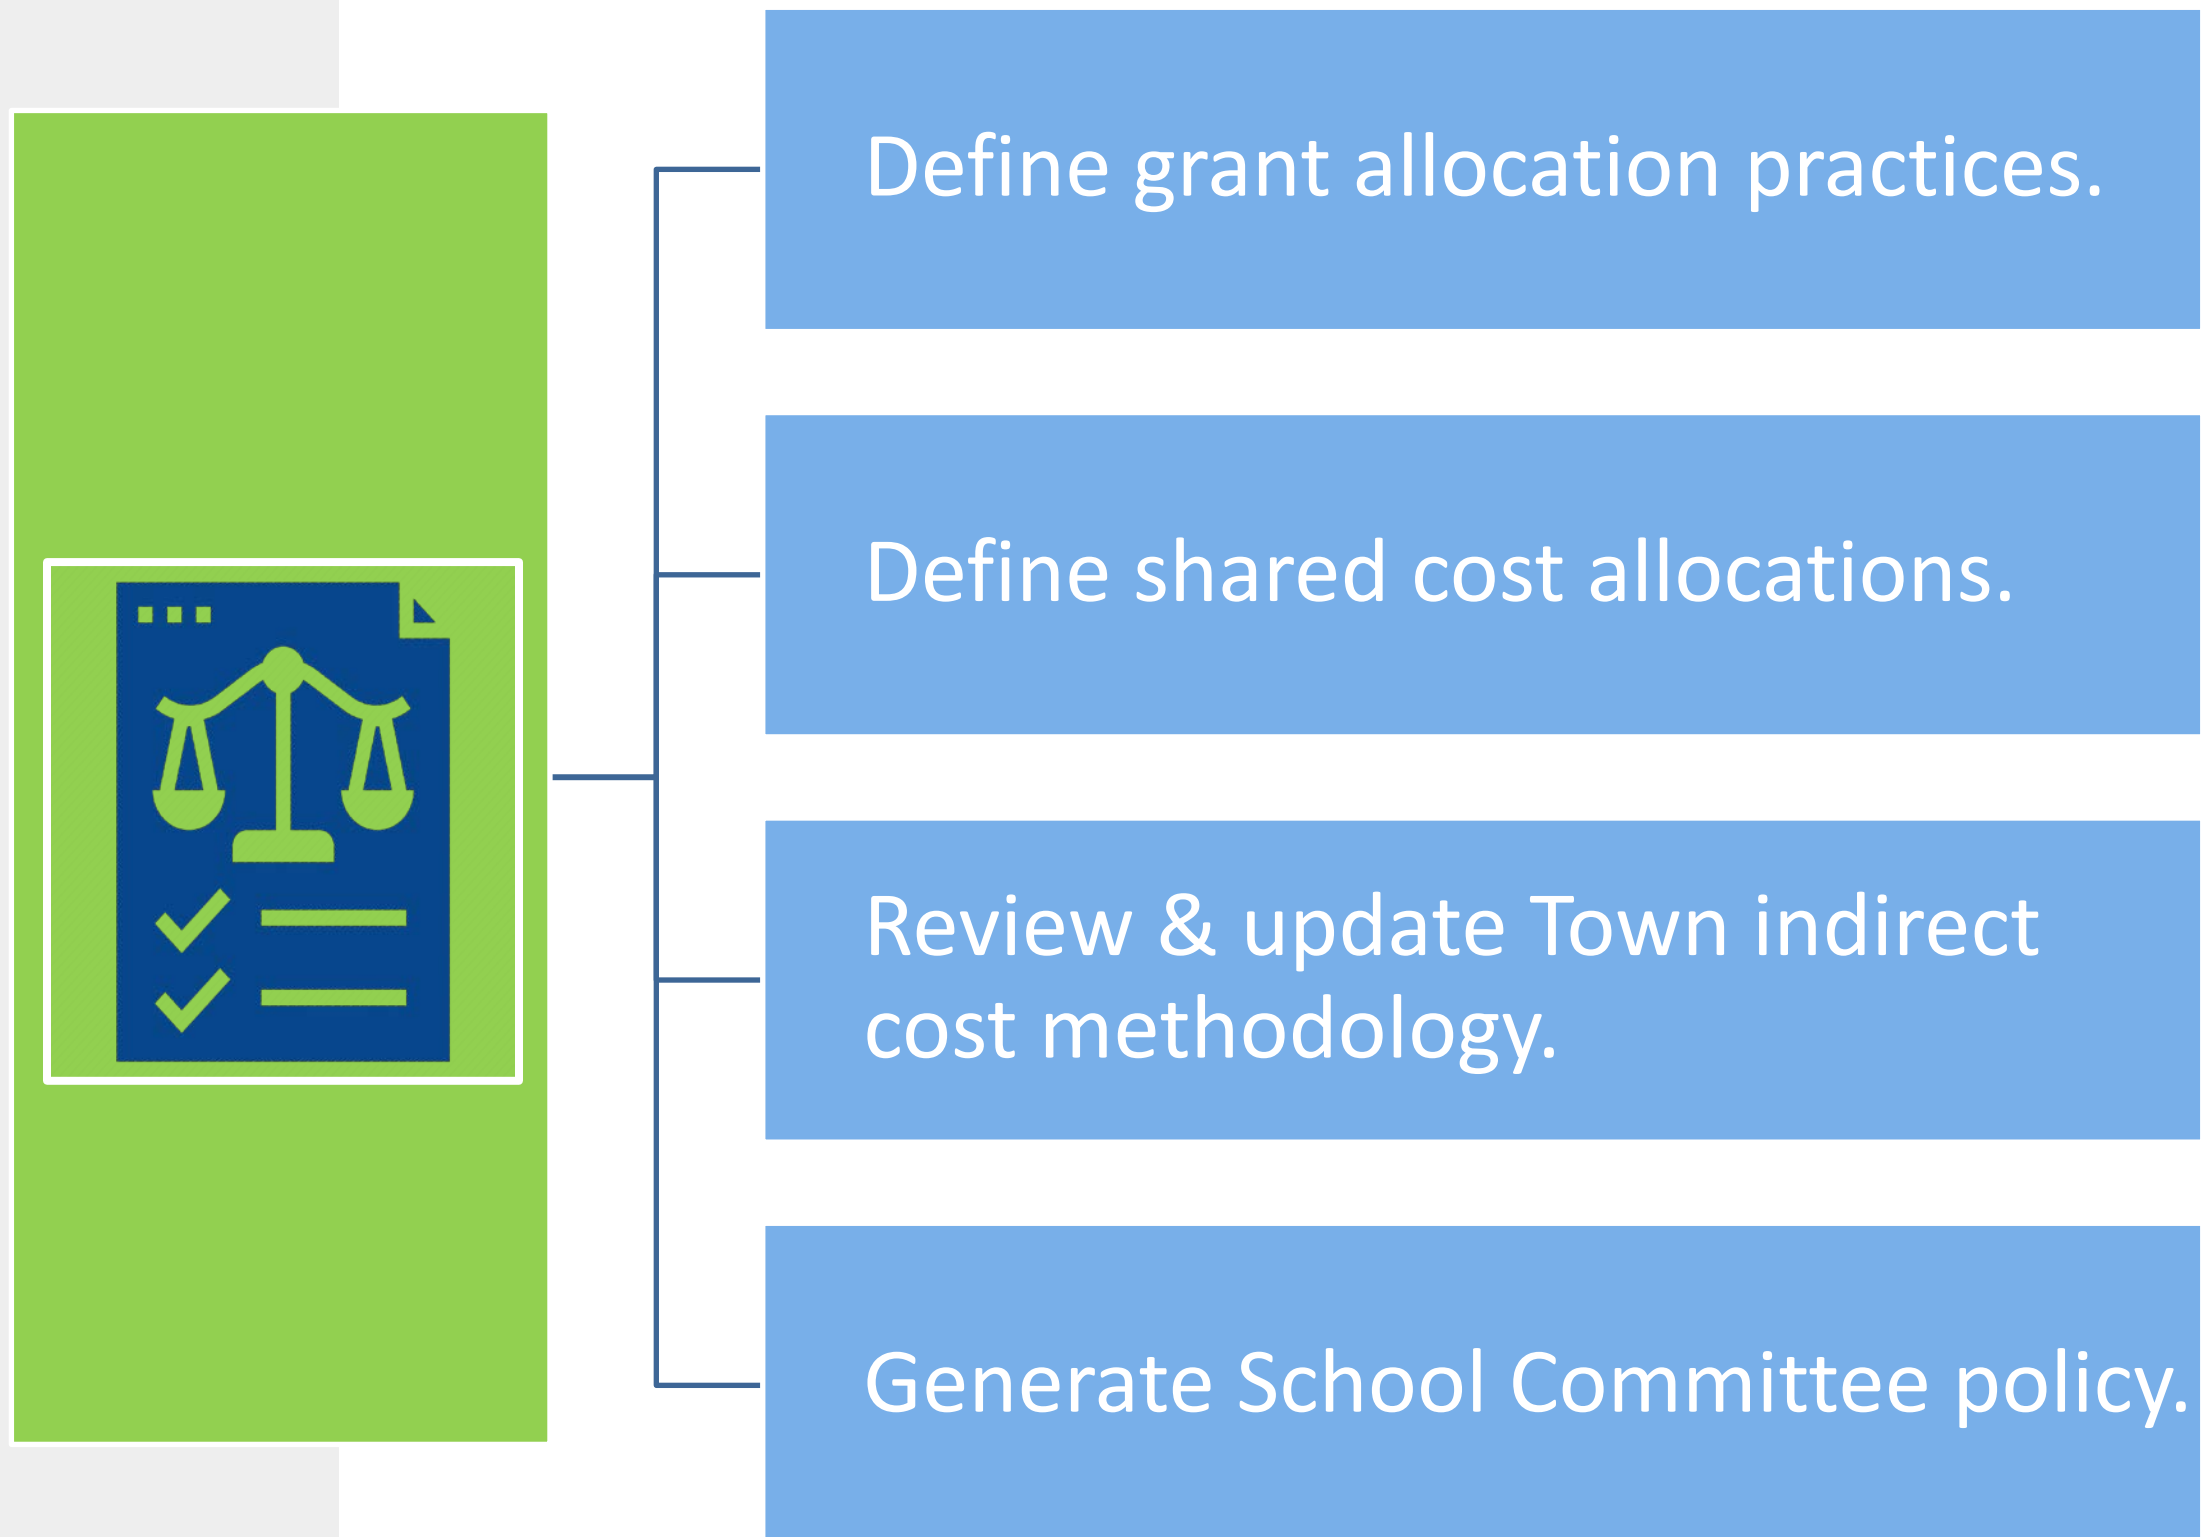 Define grant allocation practices.
Define shared cost allocations.
Review & update Town indirect
cost methodology.
Generate School Committee policy.